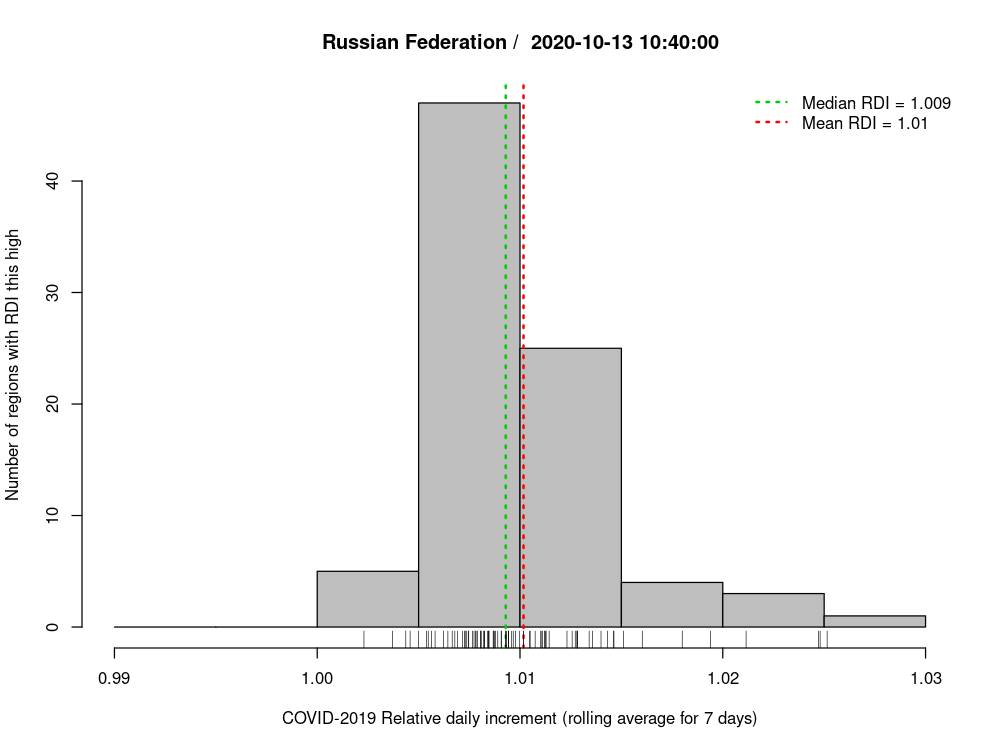 Russian Federation /  2020-10-13 10:40:00
Median RDI = 1.009
Mean RDI = 1.01
Number of regions with RDI this high
40
30
20
10
0
0.99 1.00 1.01 1.02 1.03
COVID-2019 Relative daily increment (rolling average for 7 days)